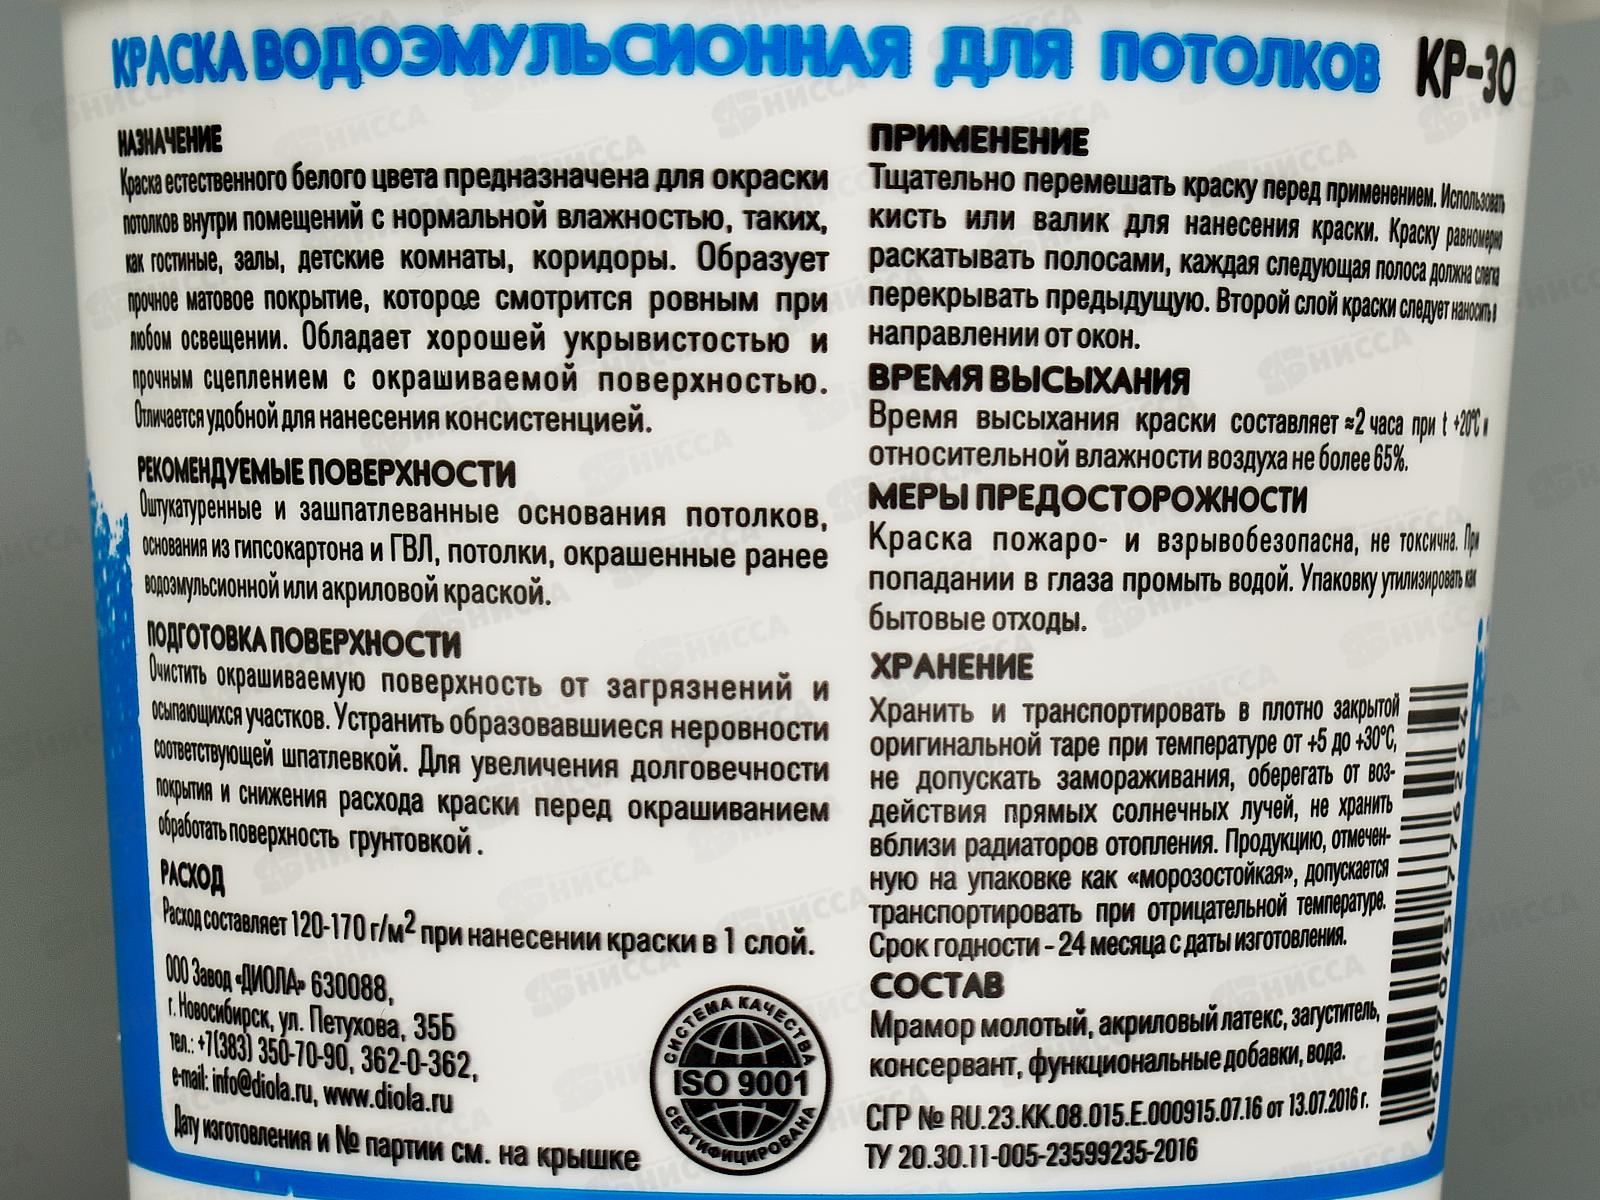 КРАСКА ВОДОЭМУЛЬСИОННАЯ ДЛЯ ПОТОЛКОВ КР-30
НАЗНАЧЕНИЕ
Краска естественного белого цвета предназначена для окраски
потолков внутри помещений с нормальной влажностью, таких,
как гостиные, залы, детские комнаты, коридоры. Образует
прочное матовое покрытие, которое смотрится ровным при
любом освещении. Обладает хорошей укрывистостью и
прочным сцеплением с окрашиваемой поверхностью.
Отличается удобной для нанесения консистенцией.
РЕКОМЕНДУЕМЫЕ ПОВЕРХНОСТИ
Оштукатуренные и зашпатлеванные основания потолков,
основания из гипсокартона и ГВЛ, потолки, окрашенные ранее
водоэмульсионной или акриловой краской.
ПОДГОТОВКА ПОВЕРХНОСТИ
Очистить окрашиваемую поверхность от загрязнений и
осыпающихся участков. Устранить образовавшиеся неровности
соответствующей шпатлевкой. Для увеличения долговечности
покрытия и снижения расхода краски перед окрашиванием
обработать поверхность грунтовкой .
РАСХОД
Расход составляет 120-170 г/м² при нанесении краски в 1 слой.
ООО Завод «ДИОЛА» 630088,
г. Новосибирск, ул. Петухова, 35Б
тел.: +7(383) 350-70-90, 362-0-362,
e-mail: info@diola.ru, www.diola.ru
Дату изготовления и № партии см. на крышке
СИСТЕМА КАЧЕСТВА
ISO 9001
СЕРТИФИЦИРОВАНА
ПРИМЕНЕНИЕ
Тщательно перемешать краску перед применением. Использовать
кисть или валик для нанесения краски. Краску равномерно
раскатывать полосами, каждая следующая полоса должна слегка
перекрывать предыдущую. Второй слой краски следует наносить в
направлении от окон.
ВРЕМЯ ВЫСЫХАНИЯ
Время высыхания краски составляет ≈2 часа при t +20°C и
относительной влажности воздуха не более 65%.
МЕРЫ ПРЕДОСТОРОЖНОСТИ
Краска пожаро- и взрывобезопасна, не токсична. При
попадании в глаза промыть водой. Упаковку утилизировать как
бытовые отходы.
ХРАНЕНИЕ
Хранить и транспортировать в плотно закрытой
оригинальной таре при температуре от +5 до +30°C,
не допускать замораживания, оберегать от воз-
действия прямых солнечных лучей, не хранить
вблизи радиаторов отопления. Продукцию, отмечен-
ную на упаковке как «морозостойкая», допускается
транспортировать при отрицательной температуре.
Срок годности - 24 месяца с даты изготовления.
СОСТАВ
Мрамор молотый, акриловый латекс, загуститель,
консервант, функциональные добавки, вода.
СГР № RU.23.КК.08.015.Е.000915.07.16 от 13.07.2016 г.
ТУ 20.30.11-005-23599235-2016
НИССА